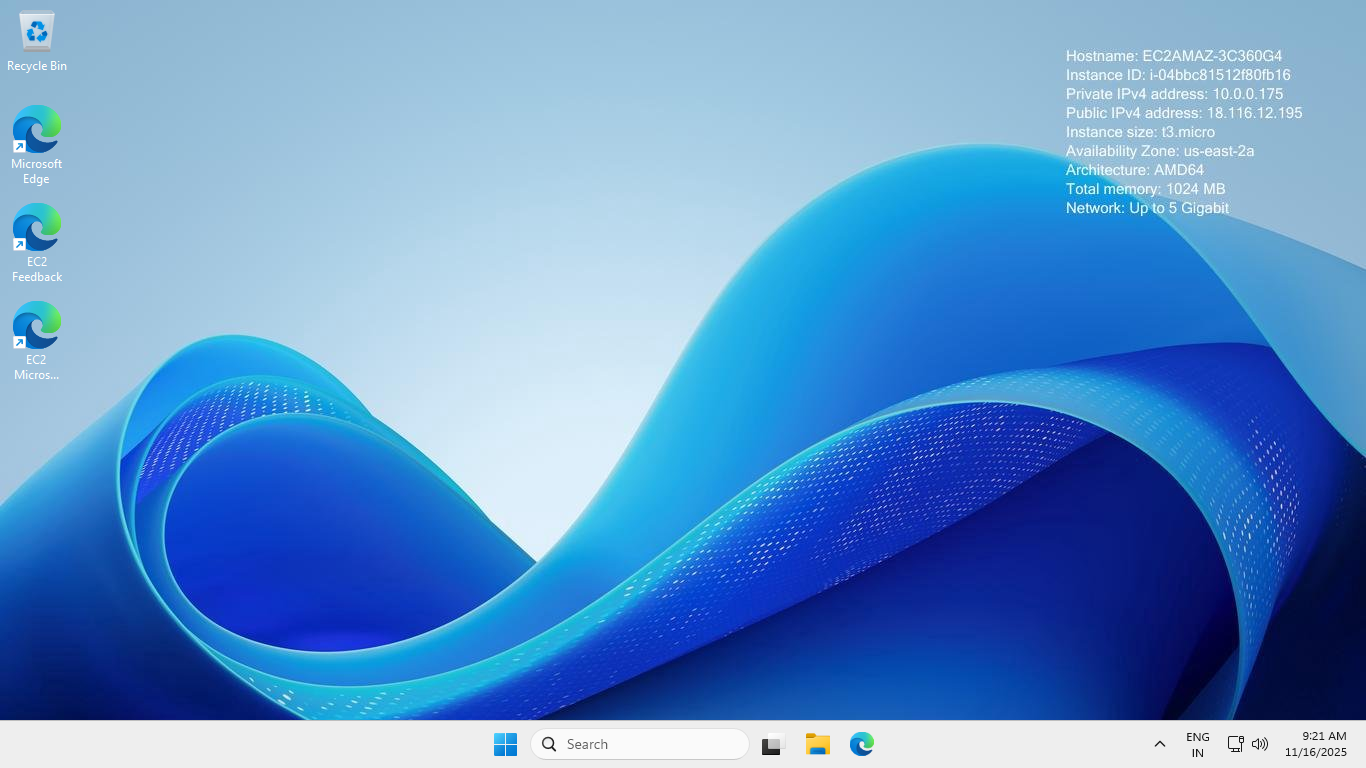 Recycle Bin
Microsoft
Edge
EC2
Feedback
EC2
Micros...
Hostname: EC2AMAZ-3C360G4
Instance ID: i-04bbc81512f80fb16
Private IPv4 address: 10.0.0.175
Public IPv4 address: 18.116.12.195
Instance size: t3.micro
Availability Zone: us-east-2a
Architecture: AMD64
Total memory: 1024 MB
Network: Up to 5 Gigabit
Search
ENG
IN
9:21 AM
11/16/2025